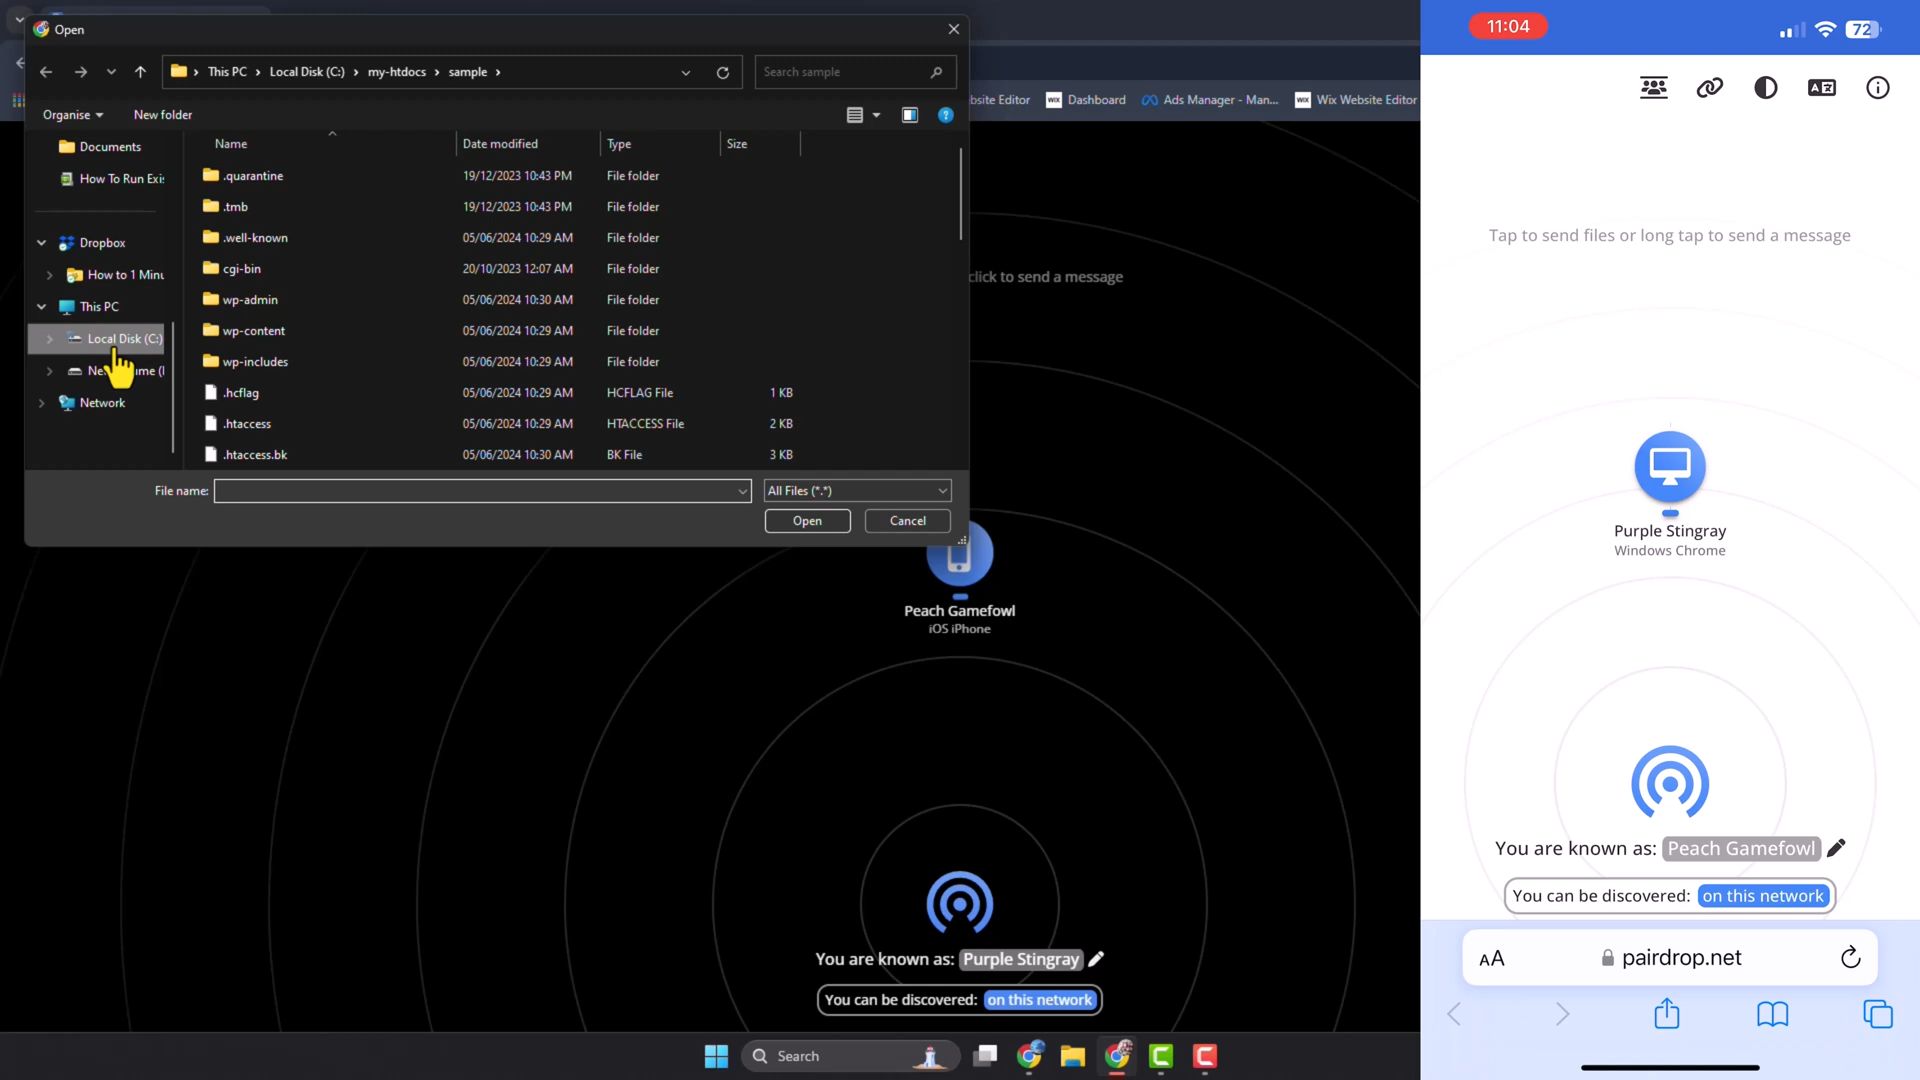 Open
This PC
Local Disk (C:)
my-htdocs
sample
Search sample
Organise
New folder
Name
Date modified
Type
Size
Documents
How To Run Exis
Dropbox
How to 1 Minu
This PC
Local Disk (C:)
Network
.quarantine 19/12/2023 10:43 PM File folder
.tmb 19/12/2023 10:43 PM File folder
.well-known 05/06/2024 10:29 AM File folder
cgi-bin 20/10/2023 12:07 AM File folder
wp-admin 05/06/2024 10:30 AM File folder
wp-content 05/06/2024 10:29 AM File folder
wp-includes 05/06/2024 10:29 AM File folder
.hcflag 05/06/2024 10:29 AM HCFLAG File 1 KB
.htaccess 05/06/2024 10:29 AM HTACCESS File 2 KB
.htaccess.bk 05/06/2024 10:30 AM BK File 3 KB
File name:
All Files (*.*)
Open
Cancel
bsite Editor
WIX Dashboard
Ads Manager - Man...
WIX Wix Website Editor
click to send a message
Peach Gamefowl
iOS iPhone
You are known as: Purple Stingray
You can be discovered: on this network
Search
11:04
72
Tap to send files or long tap to send a message
Purple Stingray
Windows Chrome
You are known as: Peach Gamefowl
You can be discovered: on this network
AA
pairdrop.net